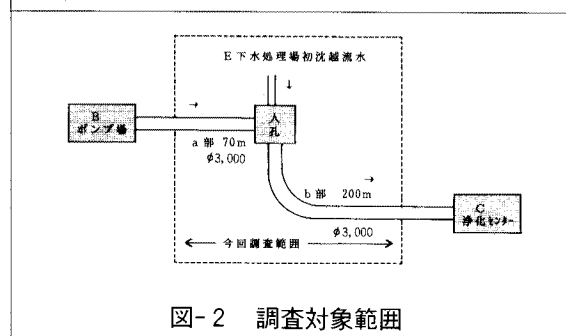 E下水処理場初沈越流水
↓
→
B
ポンプ場
人
孔
a部 70m
φ3,000
→
b部 200m
C
浄化センター
φ3,000
← 今回調査範囲 →
図-2 調査対象範囲